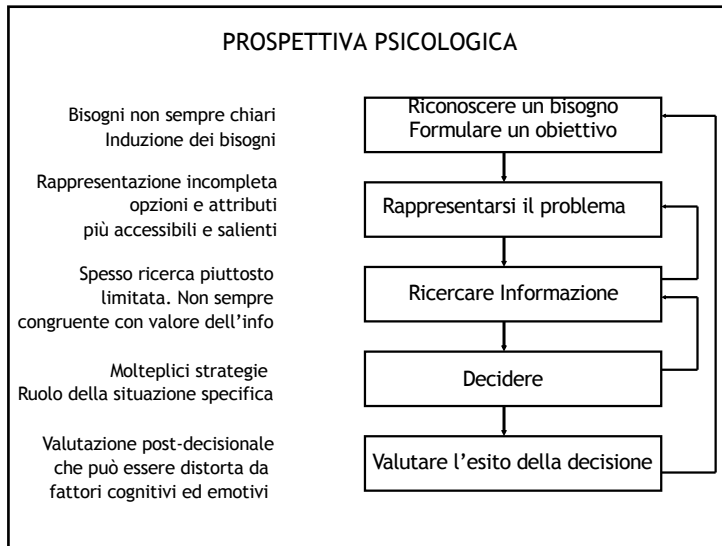 PROSPETTIVA PSICOLOGICA
Bisogni non sempre chiari
Induzione dei bisogni
Riconoscere un bisogno
Formulare un obiettivo
Rappresentazione incompleta
opzioni e attributi
più accessibili e salienti
Rappresentarsi il problema
Spesso ricerca piuttosto
limitata. Non sempre
congruente con valore dell’info
Ricercare Informazione
Molteplici strategie
Ruolo della situazione specifica
Decidere
Valutazione post-decisionale
che può essere distorta da
fattori cognitivi ed emotivi
Valutare l’esito della decisione